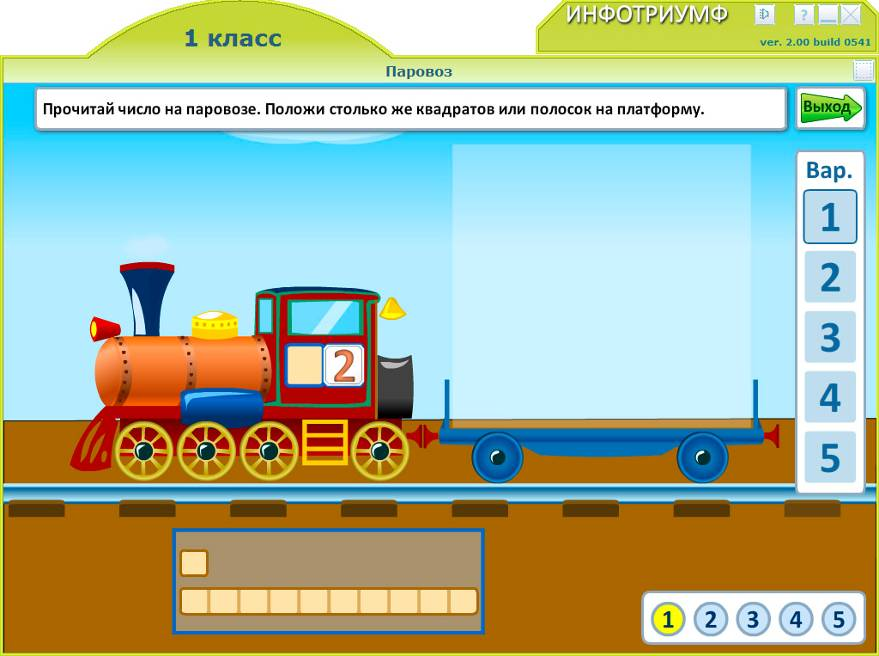 1 класс
ИНФОТРИУМФ
?
ver. 2.00 build 0541
Паровоз
Прочитай число на паровозе. Положи столько же квадратов или полосок на платформу.
Выход
Вар.
1
2
3
4
5
2
1 2 3 4 5